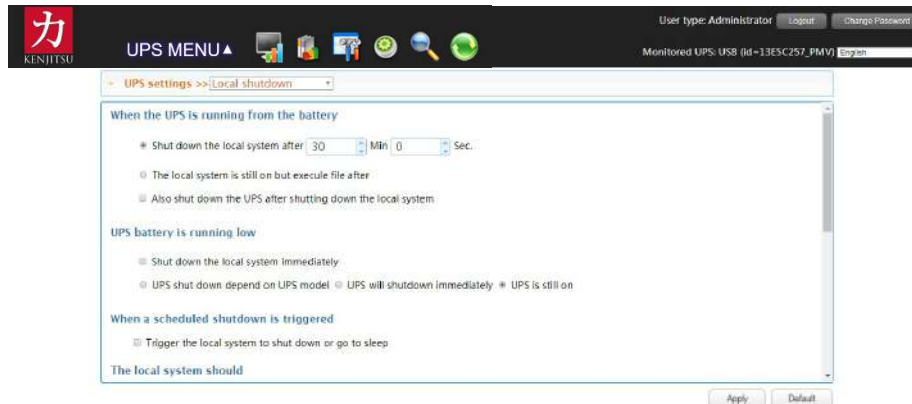 User type: Administrator Logout Change Password
力
KENJITSU
UPS MENU▲
Monitored UPS: USB (id=13E5C257_PMV) English
UPS settings >> Local shutdown
When the UPS is running from the battery
Shut down the local system after 30 Min 0 Sec.
The local system is still on but execute file after
Also shut down the UPS after shutting down the local system
UPS battery is running low
Shut down the local system immediately
UPS shut down depend on UPS model UPS will shutdown immediately UPS is still on
When a scheduled shutdown is triggered
Trigger the local system to shut down or go to sleep
The local system should
Apply Default